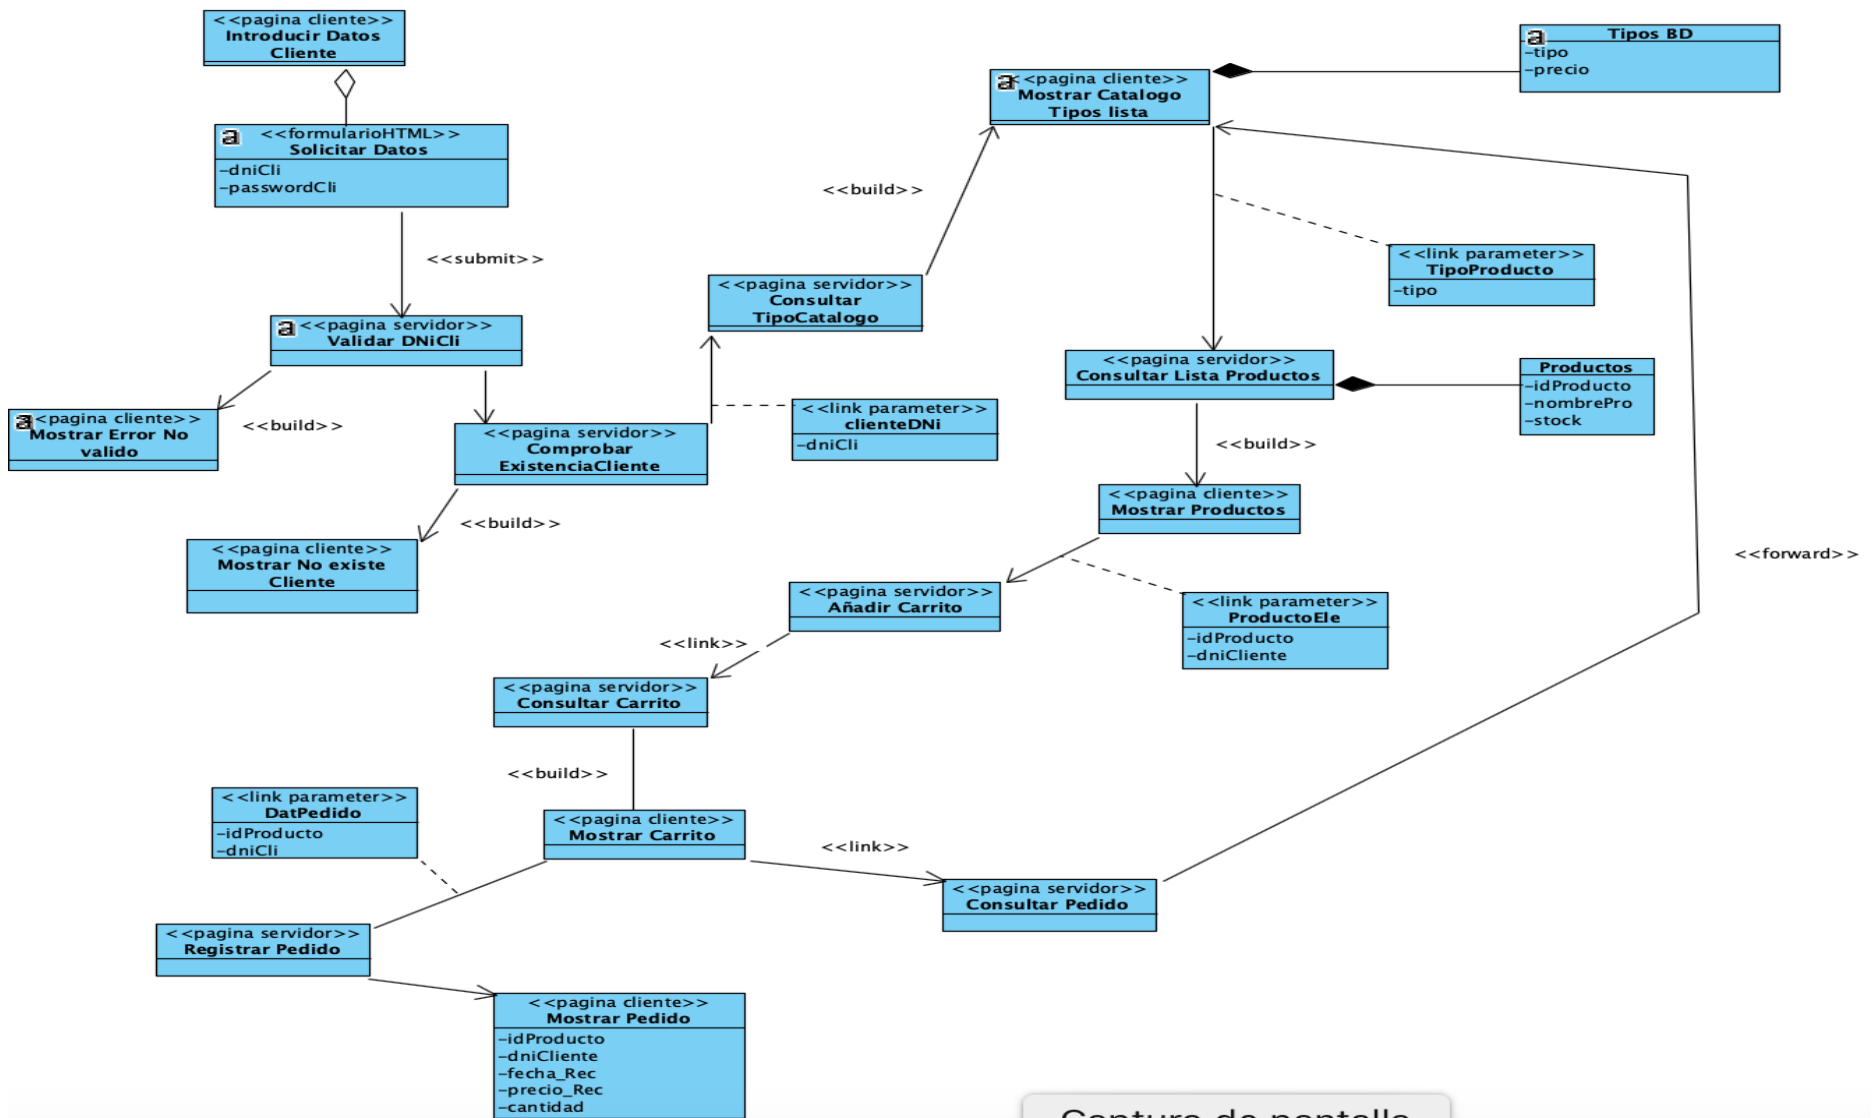 <<pagina cliente>>
Introducir Datos
Cliente
a
<<formularioHTML>>
Solicitar Datos
-dniCli
-passwordCli
<<submit>>
a
<<pagina servidor>>
Validar DNiCli
<<build>>
a
<<pagina cliente>>
Mostrar Error No
valido
<<pagina servidor>>
Comprobar
ExistenciaCliente
<<build>>
<<pagina cliente>>
Mostrar No existe
Cliente
<<link parameter>>
clienteDNi
-dniCli
<<pagina servidor>>
Consultar
TipoCatalogo
<<build>>
a
<<pagina cliente>>
Mostrar Catalogo
Tipos lista
a
Tipos BD
-tipo
-precio
<<link parameter>>
TipoProducto
-tipo
<<pagina servidor>>
Consultar Lista Productos
Productos
-idProducto
-nombrePro
-stock
<<build>>
<<pagina cliente>>
Mostrar Productos
<<forward>>
<<pagina servidor>>
Añadir Carrito
<<link parameter>>
ProductoEle
-idProducto
-dniCliente
<<link>>
<<pagina servidor>>
Consultar Carrito
<<build>>
<<link parameter>>
DatPedido
-idProducto
-dniCli
<<pagina cliente>>
Mostrar Carrito
<<link>>
<<pagina servidor>>
Consultar Pedido
<<pagina servidor>>
Registrar Pedido
<<pagina cliente>>
Mostrar Pedido
-idProducto
-dniCliente
-fecha_Rec
-precio_Rec
-cantidad
Captura de pantalla